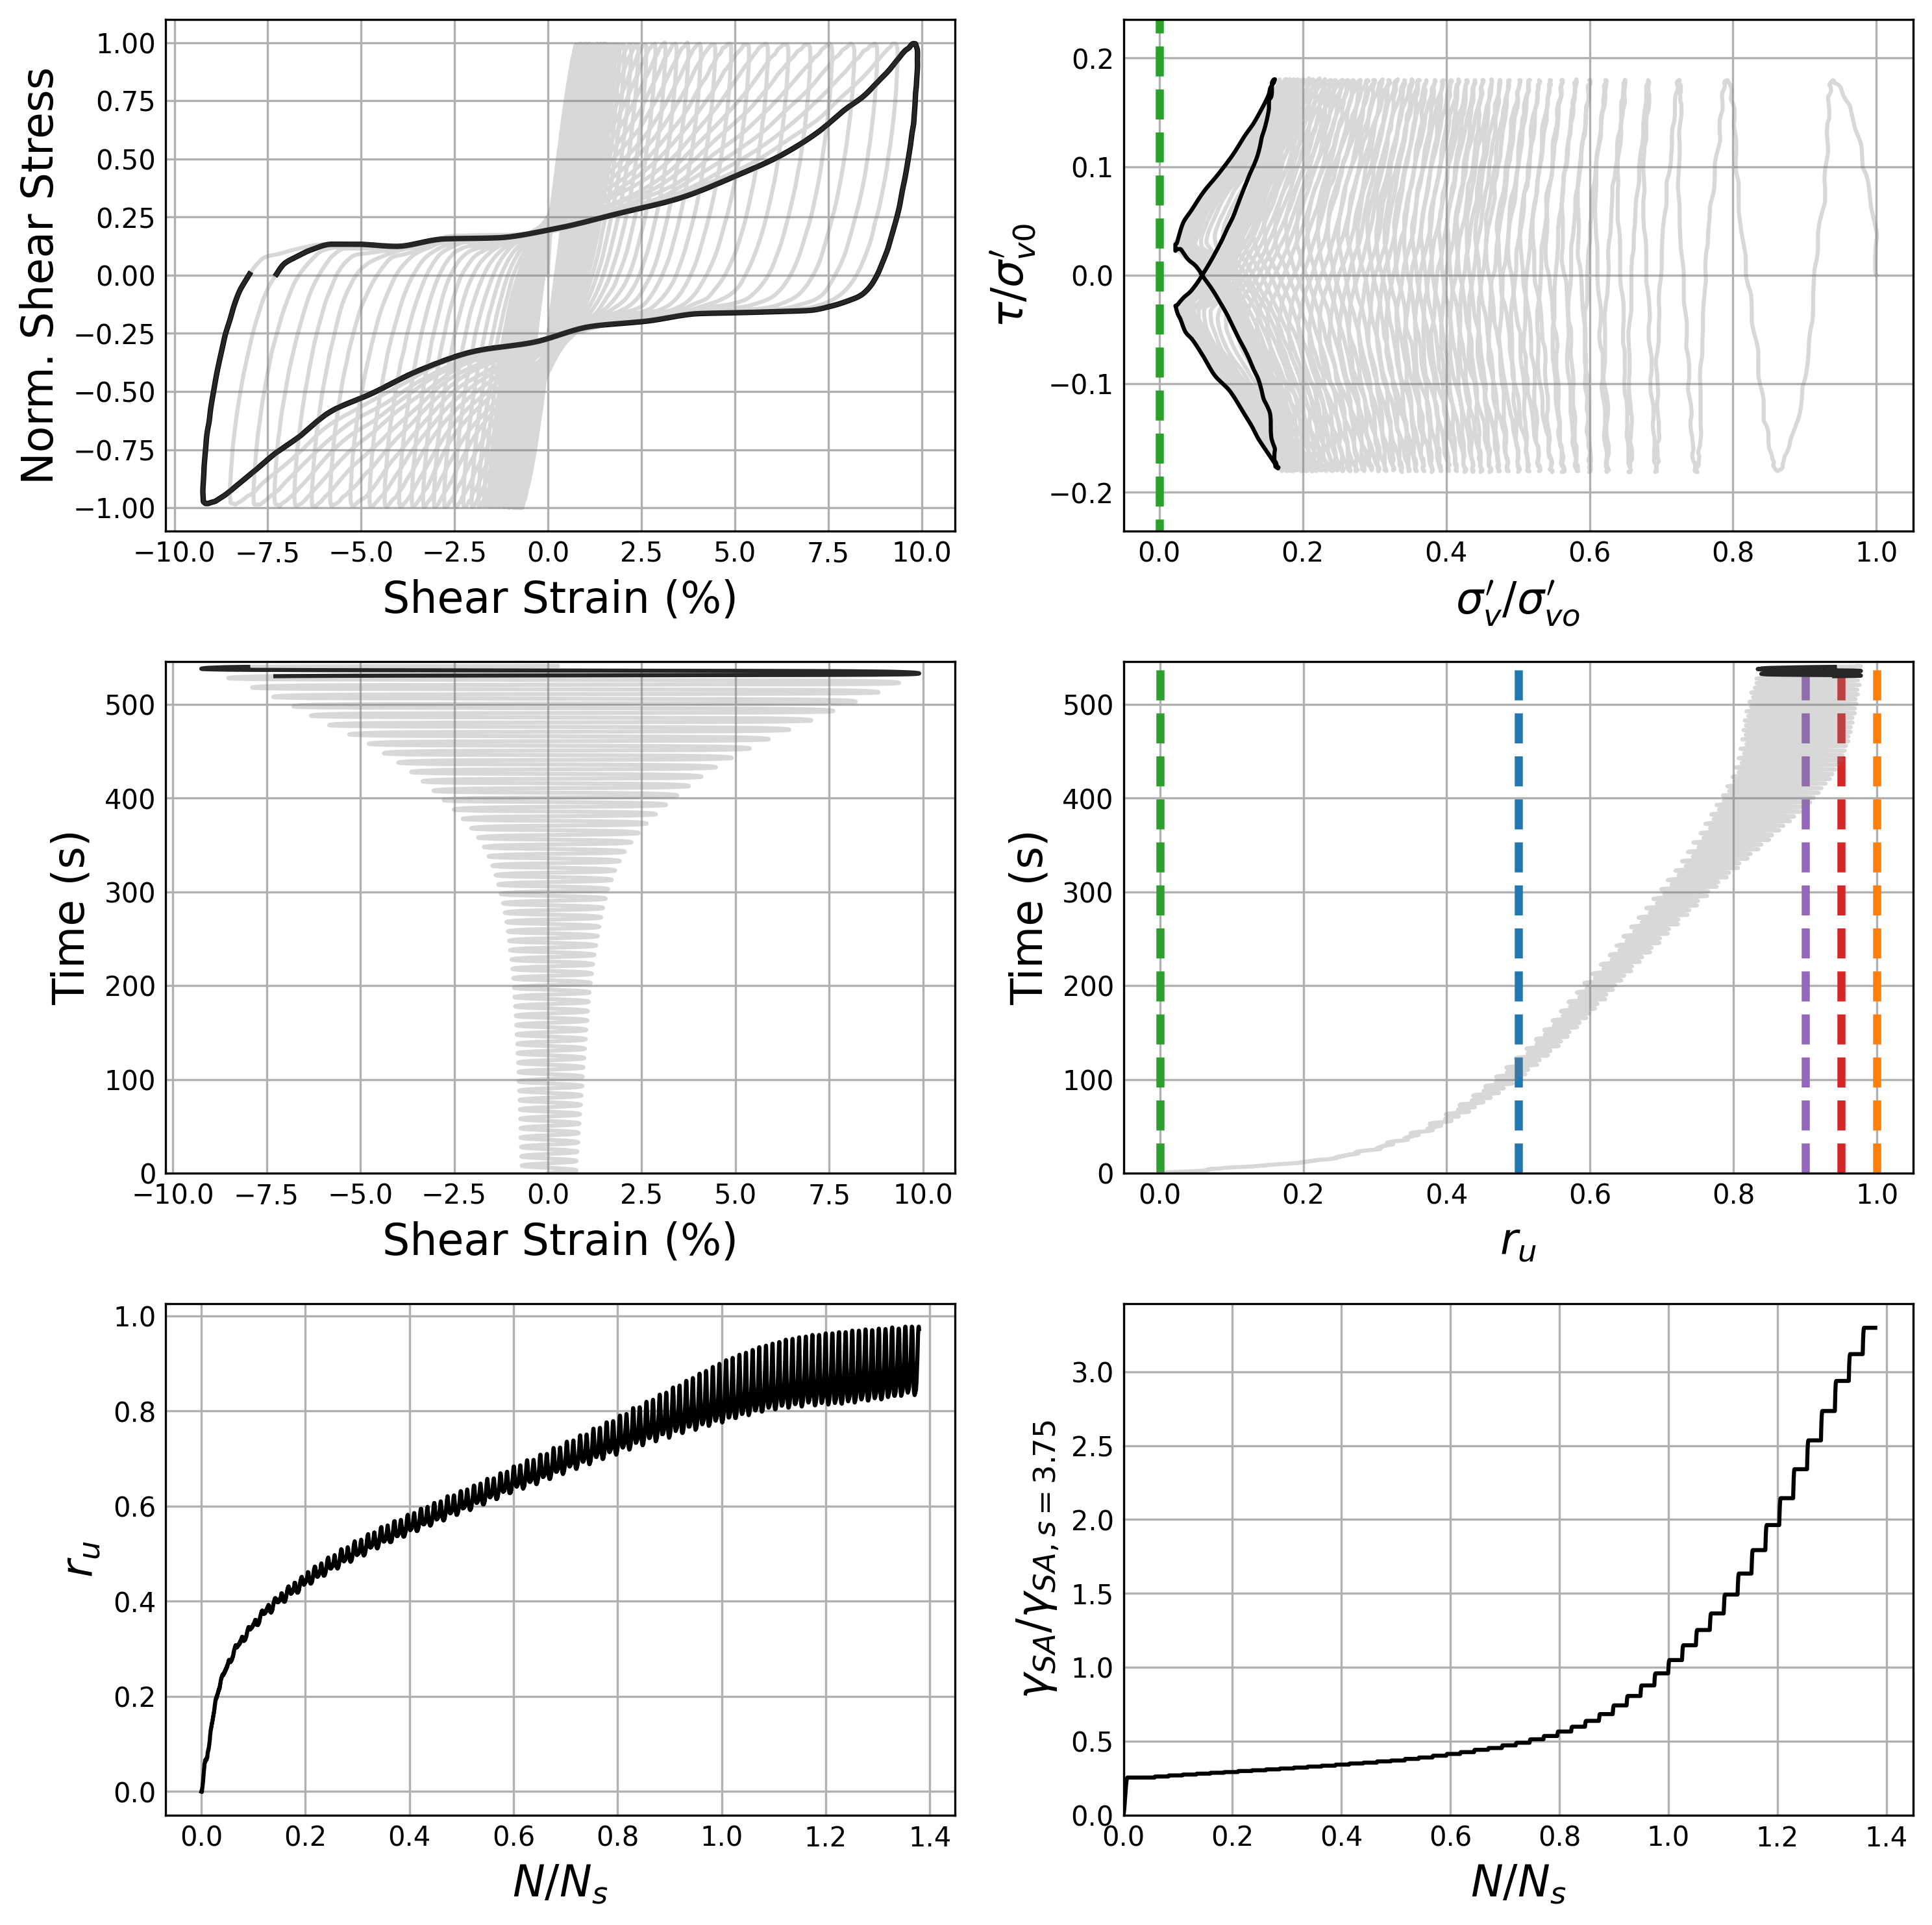 1.00
0.75
0.50
0.25
0.00
−0.25
−0.50
−0.75
−1.00
Norm. Shear Stress
−10.0 −7.5 −5.0 −2.5 0.0 2.5 5.0 7.5 10.0
Shear Strain (%)
0.2
0.1
0.0
−0.1
−0.2
τ/σ′v0
0.0 0.2 0.4 0.6 0.8 1.0
σ′v/σ′vo
500
400
300
200
100
0
Time (s)
−10.0 −7.5 −5.0 −2.5 0.0 2.5 5.0 7.5 10.0
Shear Strain (%)
500
400
300
200
100
0
Time (s)
0.0 0.2 0.4 0.6 0.8 1.0
ru
1.0
0.8
0.6
0.4
0.2
0.0
ru
0.0 0.2 0.4 0.6 0.8 1.0 1.2 1.4
N/Ns
3.0
2.5
2.0
1.5
1.0
0.5
0.0
γSA/γSA, s = 3.75
0.0 0.2 0.4 0.6 0.8 1.0 1.2 1.4
N/Ns